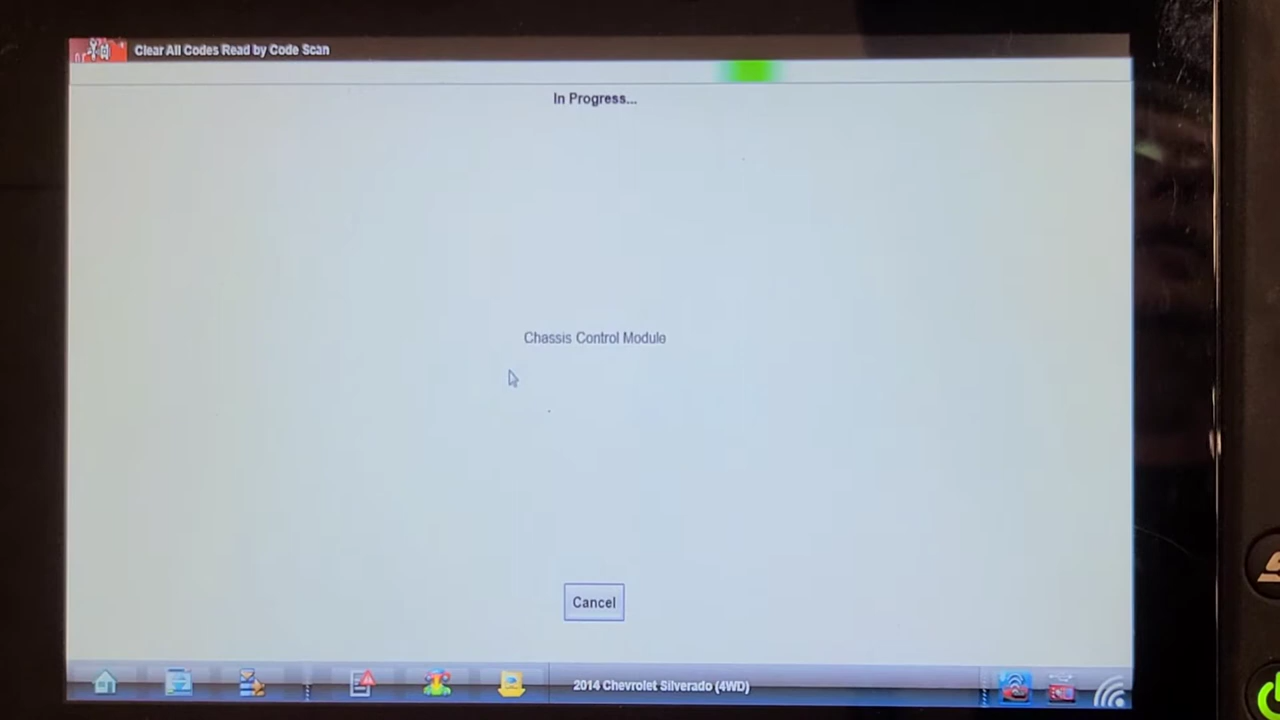 Clear All Codes Read by Code Scan
In Progress...
Chassis Control Module
Cancel
2014 Chevrolet Silverado (4WD)